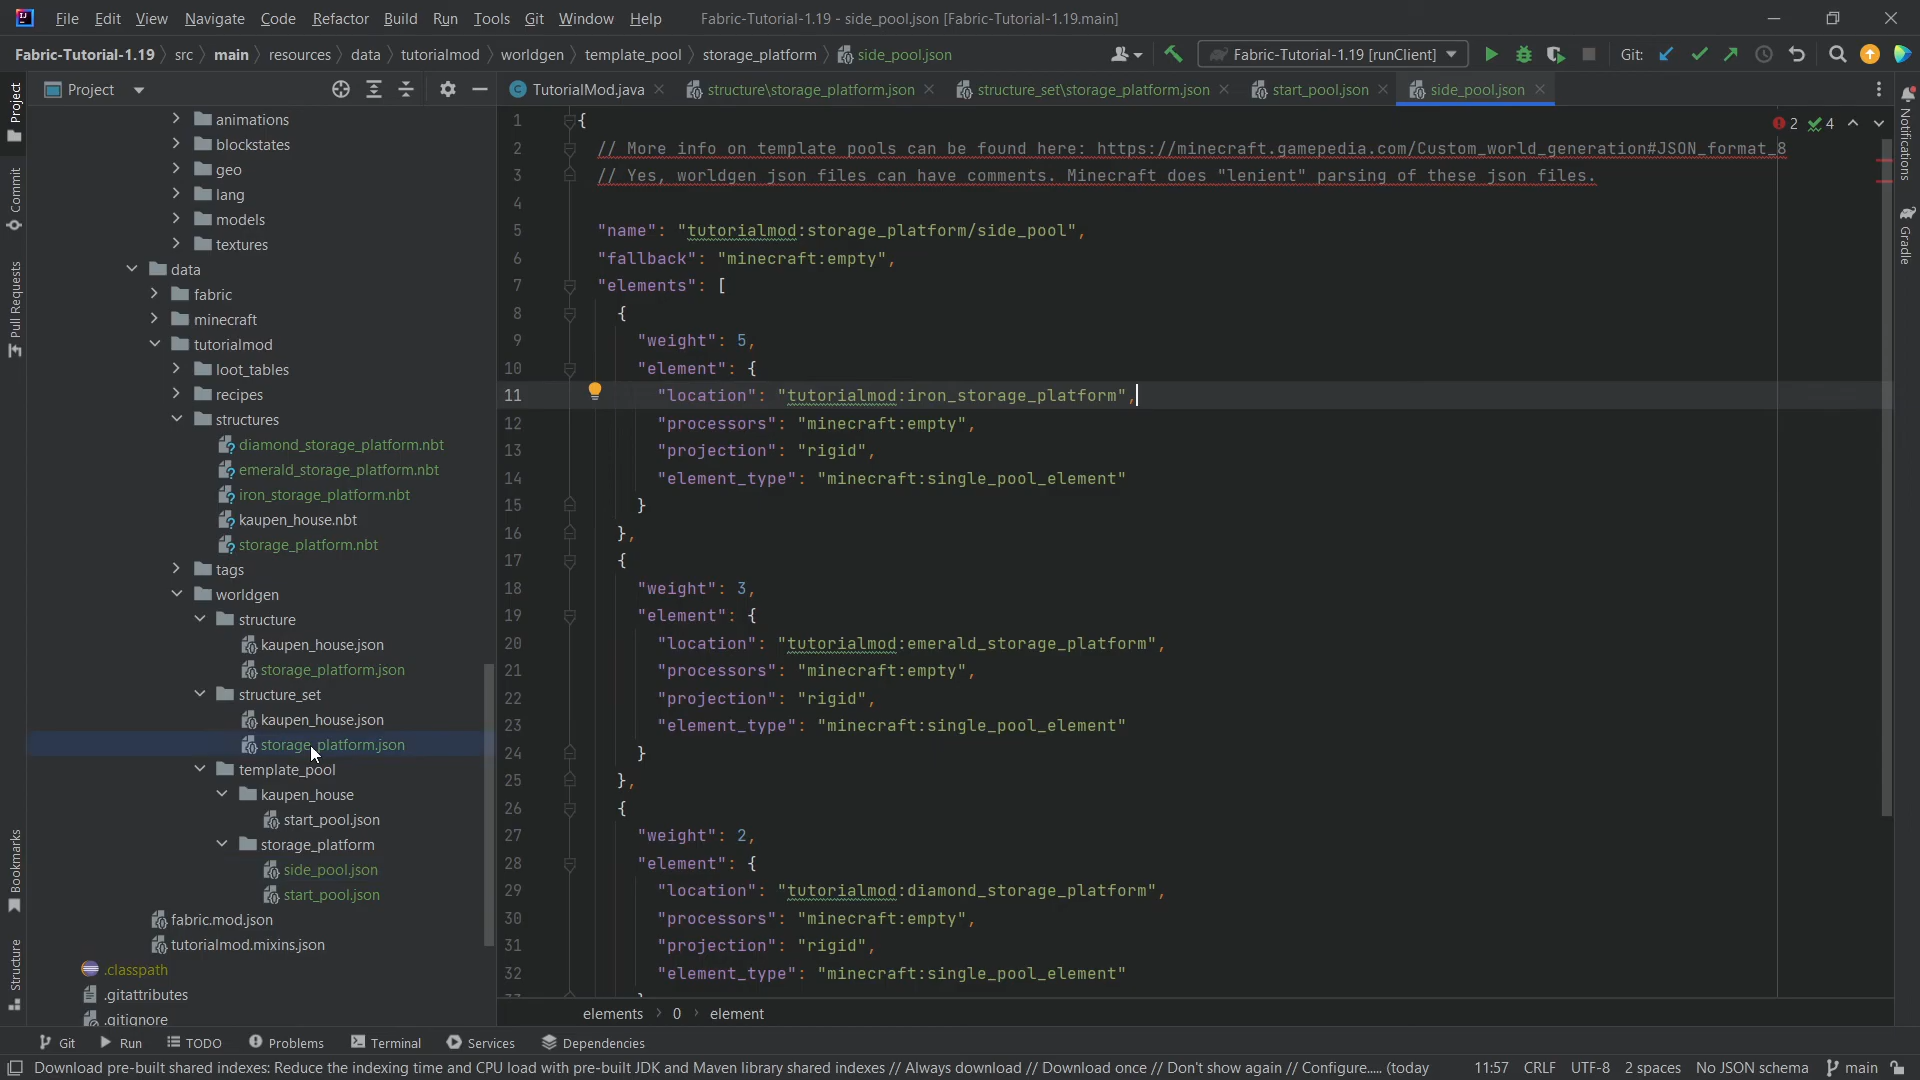 File Edit View Navigate Code Refactor Build Run Tools Git Window Help Fabric-Tutorial-1.19 - side_pool.json [Fabric-Tutorial-1.19.main]
Fabric-Tutorial-1.19 src main resources data tutorialmod worldgen template_pool storage_platform side_pool.json Fabric-Tutorial-1.19 [runClient] Git:
Project TutorialMod.java structure\storage_platform.json structure_set\storage_platform.json start_pool.json side_pool.json
Project
Commit
Pull Requests
Bookmarks
Structure
animations
blockstates
geo
lang
models
textures
data
fabric
minecraft
tutorialmod
loot_tables
recipes
structures
diamond_storage_platform.nbt
emerald_storage_platform.nbt
iron_storage_platform.nbt
kaupen_house.nbt
storage_platform.nbt
tags
worldgen
structure
kaupen_house.json
storage_platform.json
structure_set
kaupen_house.json
storage_platform.json
template_pool
kaupen_house
start_pool.json
storage_platform
side_pool.json
start_pool.json
fabric.mod.json
tutorialmod.mixins.json
.classpath
.gitattributes
.gitignore
1 {
2 4
2 // More info on template pools can be found here: https://minecraft.gamepedia.com/Custom_world_generation#JSON_format_8
3 // Yes, worldgen json files can have comments. Minecraft does "lenient" parsing of these json files.
4
5 "name": "tutorialmod:storage_platform/side_pool",
6 "fallback": "minecraft:empty",
7 "elements": [
8 {
9 "weight": 5,
10 "element": {
11 "location": "tutorialmod:iron_storage_platform",
12 "processors": "minecraft:empty",
13 "projection": "rigid",
14 "element_type": "minecraft:single_pool_element"
15 }
16 },
17 {
18 "weight": 3,
19 "element": {
20 "location": "tutorialmod:emerald_storage_platform",
21 "processors": "minecraft:empty",
22 "projection": "rigid",
23 "element_type": "minecraft:single_pool_element"
24 }
25 },
26 {
27 "weight": 2,
28 "element": {
29 "location": "tutorialmod:diamond_storage_platform",
30 "processors": "minecraft:empty",
31 "projection": "rigid",
32 "element_type": "minecraft:single_pool_element"
33 }
elements 0 element
Notifications
Gradle
Git Run TODO Problems Terminal Services Dependencies
Download pre-built shared indexes: Reduce the indexing time and CPU load with pre-built JDK and Maven library shared indexes // Always download // Download once // Don't show again // Configure..... (today 11:57 CRLF UTF-8 2 spaces No JSON schema main